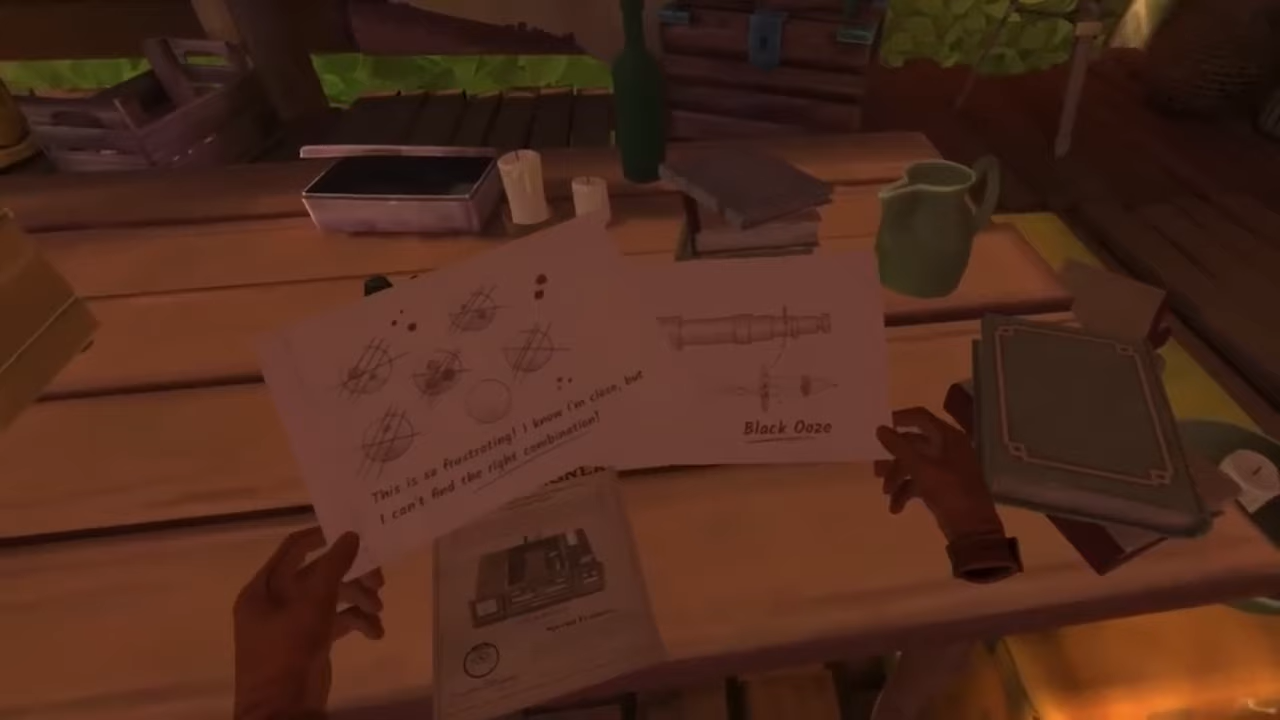 This is so frustrating! I know I'm close, but
I can't find the right combination!
Black Ooze